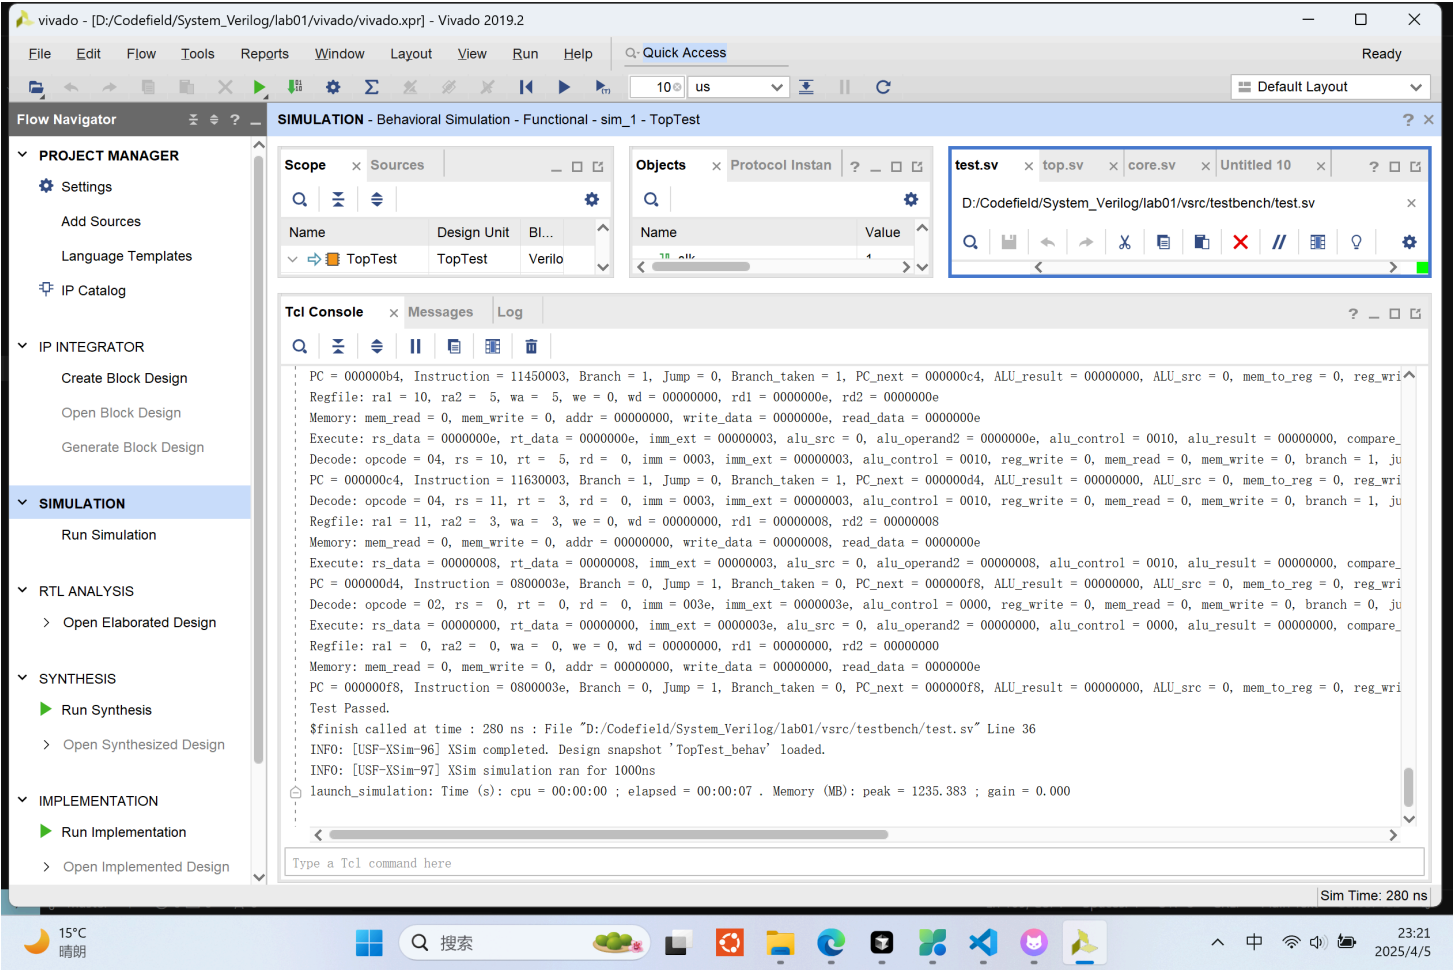 vivado - [D:/Codefield/System_Verilog/lab01/vivado/vivado.xpr] - Vivado 2019.2
File Edit Flow Tools Reports Window Layout View Run Help Quick Access Ready
10 us Default Layout
Flow Navigator
SIMULATION - Behavioral Simulation - Functional - sim_1 - TopTest
PROJECT MANAGER
Settings
Add Sources
Language Templates
IP Catalog
IP INTEGRATOR
Create Block Design
Open Block Design
Generate Block Design
SIMULATION
Run Simulation
RTL ANALYSIS
Open Elaborated Design
SYNTHESIS
Run Synthesis
Open Synthesized Design
IMPLEMENTATION
Run Implementation
Open Implemented Design
Scope Sources
Name Design Unit Bl...
TopTest TopTest Verilo
Objects Protocol Instan
Name Value
test.sv top.sv core.sv Untitled 10
D:/Codefield/System_Verilog/lab01/vsrc/testbench/test.sv
Tcl Console Messages Log
PC = 000000b4, Instruction = 11450003, Branch = 1, Jump = 0, Branch_taken = 1, PC_next = 000000c4, ALU_result = 00000000, ALU_src = 0, mem_to_reg = 0, reg_wri
Regfile: ra1 = 10, ra2 =  5, wa =  5, we = 0, wd = 00000000, rd1 = 0000000e, rd2 = 0000000e
Memory: mem_read = 0, mem_write = 0, addr = 00000000, write_data = 0000000e, read_data = 0000000e
Execute: rs_data = 0000000e, rt_data = 0000000e, imm_ext = 00000003, alu_src = 0, alu_operand2 = 0000000e, alu_control = 0010, alu_result = 00000000, compare_
Decode: opcode = 04, rs = 10, rt =  5, rd =  0, imm = 0003, imm_ext = 00000003, alu_control = 0010, reg_write = 0, mem_read = 0, mem_write = 0, branch = 1, ju
PC = 000000c4, Instruction = 11630003, Branch = 1, Jump = 0, Branch_taken = 1, PC_next = 000000d4, ALU_result = 00000000, ALU_src = 0, mem_to_reg = 0, reg_wri
Decode: opcode = 04, rs = 11, rt =  3, rd =  0, imm = 0003, imm_ext = 00000003, alu_control = 0010, reg_write = 0, mem_read = 0, mem_write = 0, branch = 1, ju
Regfile: ra1 = 11, ra2 =  3, wa =  3, we = 0, wd = 00000000, rd1 = 00000008, rd2 = 00000008
Memory: mem_read = 0, mem_write = 0, addr = 00000000, write_data = 00000008, read_data = 0000000e
Execute: rs_data = 00000008, rt_data = 00000008, imm_ext = 00000003, alu_src = 0, alu_operand2 = 00000008, alu_control = 0010, alu_result = 00000000, compare_
PC = 000000d4, Instruction = 0800003e, Branch = 0, Jump = 1, Branch_taken = 0, PC_next = 000000f8, ALU_result = 00000000, ALU_src = 0, mem_to_reg = 0, reg_wri
Decode: opcode = 02, rs =  0, rt =  0, rd =  0, imm = 003e, imm_ext = 0000003e, alu_control = 0000, reg_write = 0, mem_read = 0, mem_write = 0, branch = 0, ju
Execute: rs_data = 00000000, rt_data = 00000000, imm_ext = 0000003e, alu_src = 0, alu_operand2 = 00000000, alu_control = 0000, alu_result = 00000000, compare_
Regfile: ra1 =  0, ra2 =  0, wa =  0, we = 0, wd = 00000000, rd1 = 00000000, rd2 = 00000000
Memory: mem_read = 0, mem_write = 0, addr = 00000000, write_data = 00000000, read_data = 0000000e
PC = 000000f8, Instruction = 0800003e, Branch = 0, Jump = 1, Branch_taken = 0, PC_next = 000000f8, ALU_result = 00000000, ALU_src = 0, mem_to_reg = 0, reg_wri
Test Passed.
$finish called at time : 280 ns : File "D:/Codefield/System_Verilog/lab01/vsrc/testbench/test.sv" Line 36
INFO: [USF-XSim-96] XSim completed. Design snapshot 'TopTest_behav' loaded.
INFO: [USF-XSim-97] XSim simulation ran for 1000ns
launch_simulation: Time (s): cpu = 00:00:00 ; elapsed = 00:00:07 . Memory (MB): peak = 1235.383 ; gain = 0.000
Type a Tcl command here
Sim Time: 280 ns
15°C
晴朗
搜索
中
23:21
2025/4/5